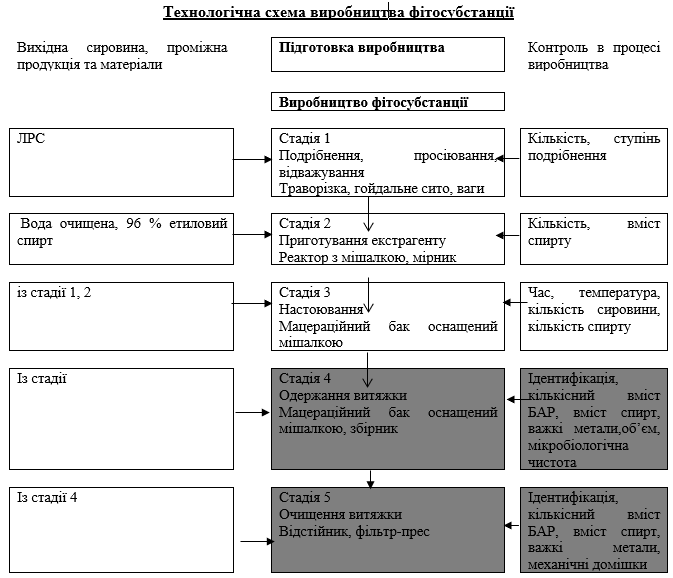 Технологічна схема виробництва фітосубстанції
Вихідна сировина, проміжна
продукція та матеріали
Підготовка виробництва
Контроль в процесі
виробництва
Виробництво фітосубстанції
ЛРС
Стадія 1
Подрібнення, просіювання,
відважування
Траворізка, гойдальне сито, ваги
Кількість, ступінь
подрібнення
Вода очищена, 96 % етиловий
спирт
Стадія 2
Приготування екстрагенту
Реактор з мішалкою, мірник
Кількість, вміст
спирту
із стадії 1, 2
Стадія 3
Настоювання
Мацераційний бак оснащений
мішалкою
Час, температура,
кількість сировини,
кількість спирту
Із стадії
Стадія 4
Одержання витяжки
Мацераційний бак оснащений
мішалкою, збірник
Ідентифікація,
кількісний вміст
БАР, вміст спирт,
важкі метали,об’єм,
мікробіологічна
чистота
Із стадії 4
Стадія 5
Очищення витяжки
Відстійник, фільтр-прес
Ідентифікація,
кількісний вміст
БАР, вміст спирт,
важкі метали,
механічні домішки